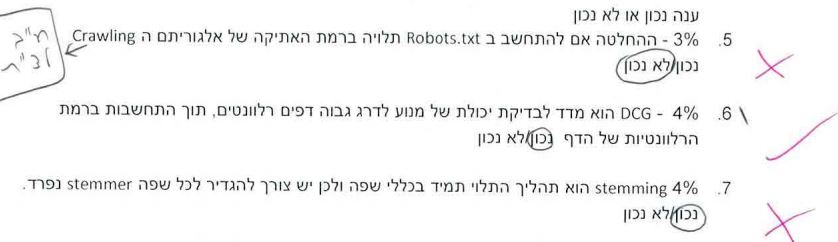 ענה נכון או לא נכון
5. 3% - ההחלטה אם להתחשב ב Robots.txt תלויה ברמת האתיקה של אלגוריתם ה Crawling
נכון/לא נכון
6. 4% - DCG הוא מדד לבדיקת יכולת של מנוע לדרג גבוה דפים רלוונטים, תוך התחשבות ברמת
הרלוונטיות של הדף נכון/לא נכון
7. 4% stemming הוא תהליך התלוי תמיד בכללי שפה ולכן יש צורך להגדיר לכל שפה stemmer נפרד.
נכון/לא נכון